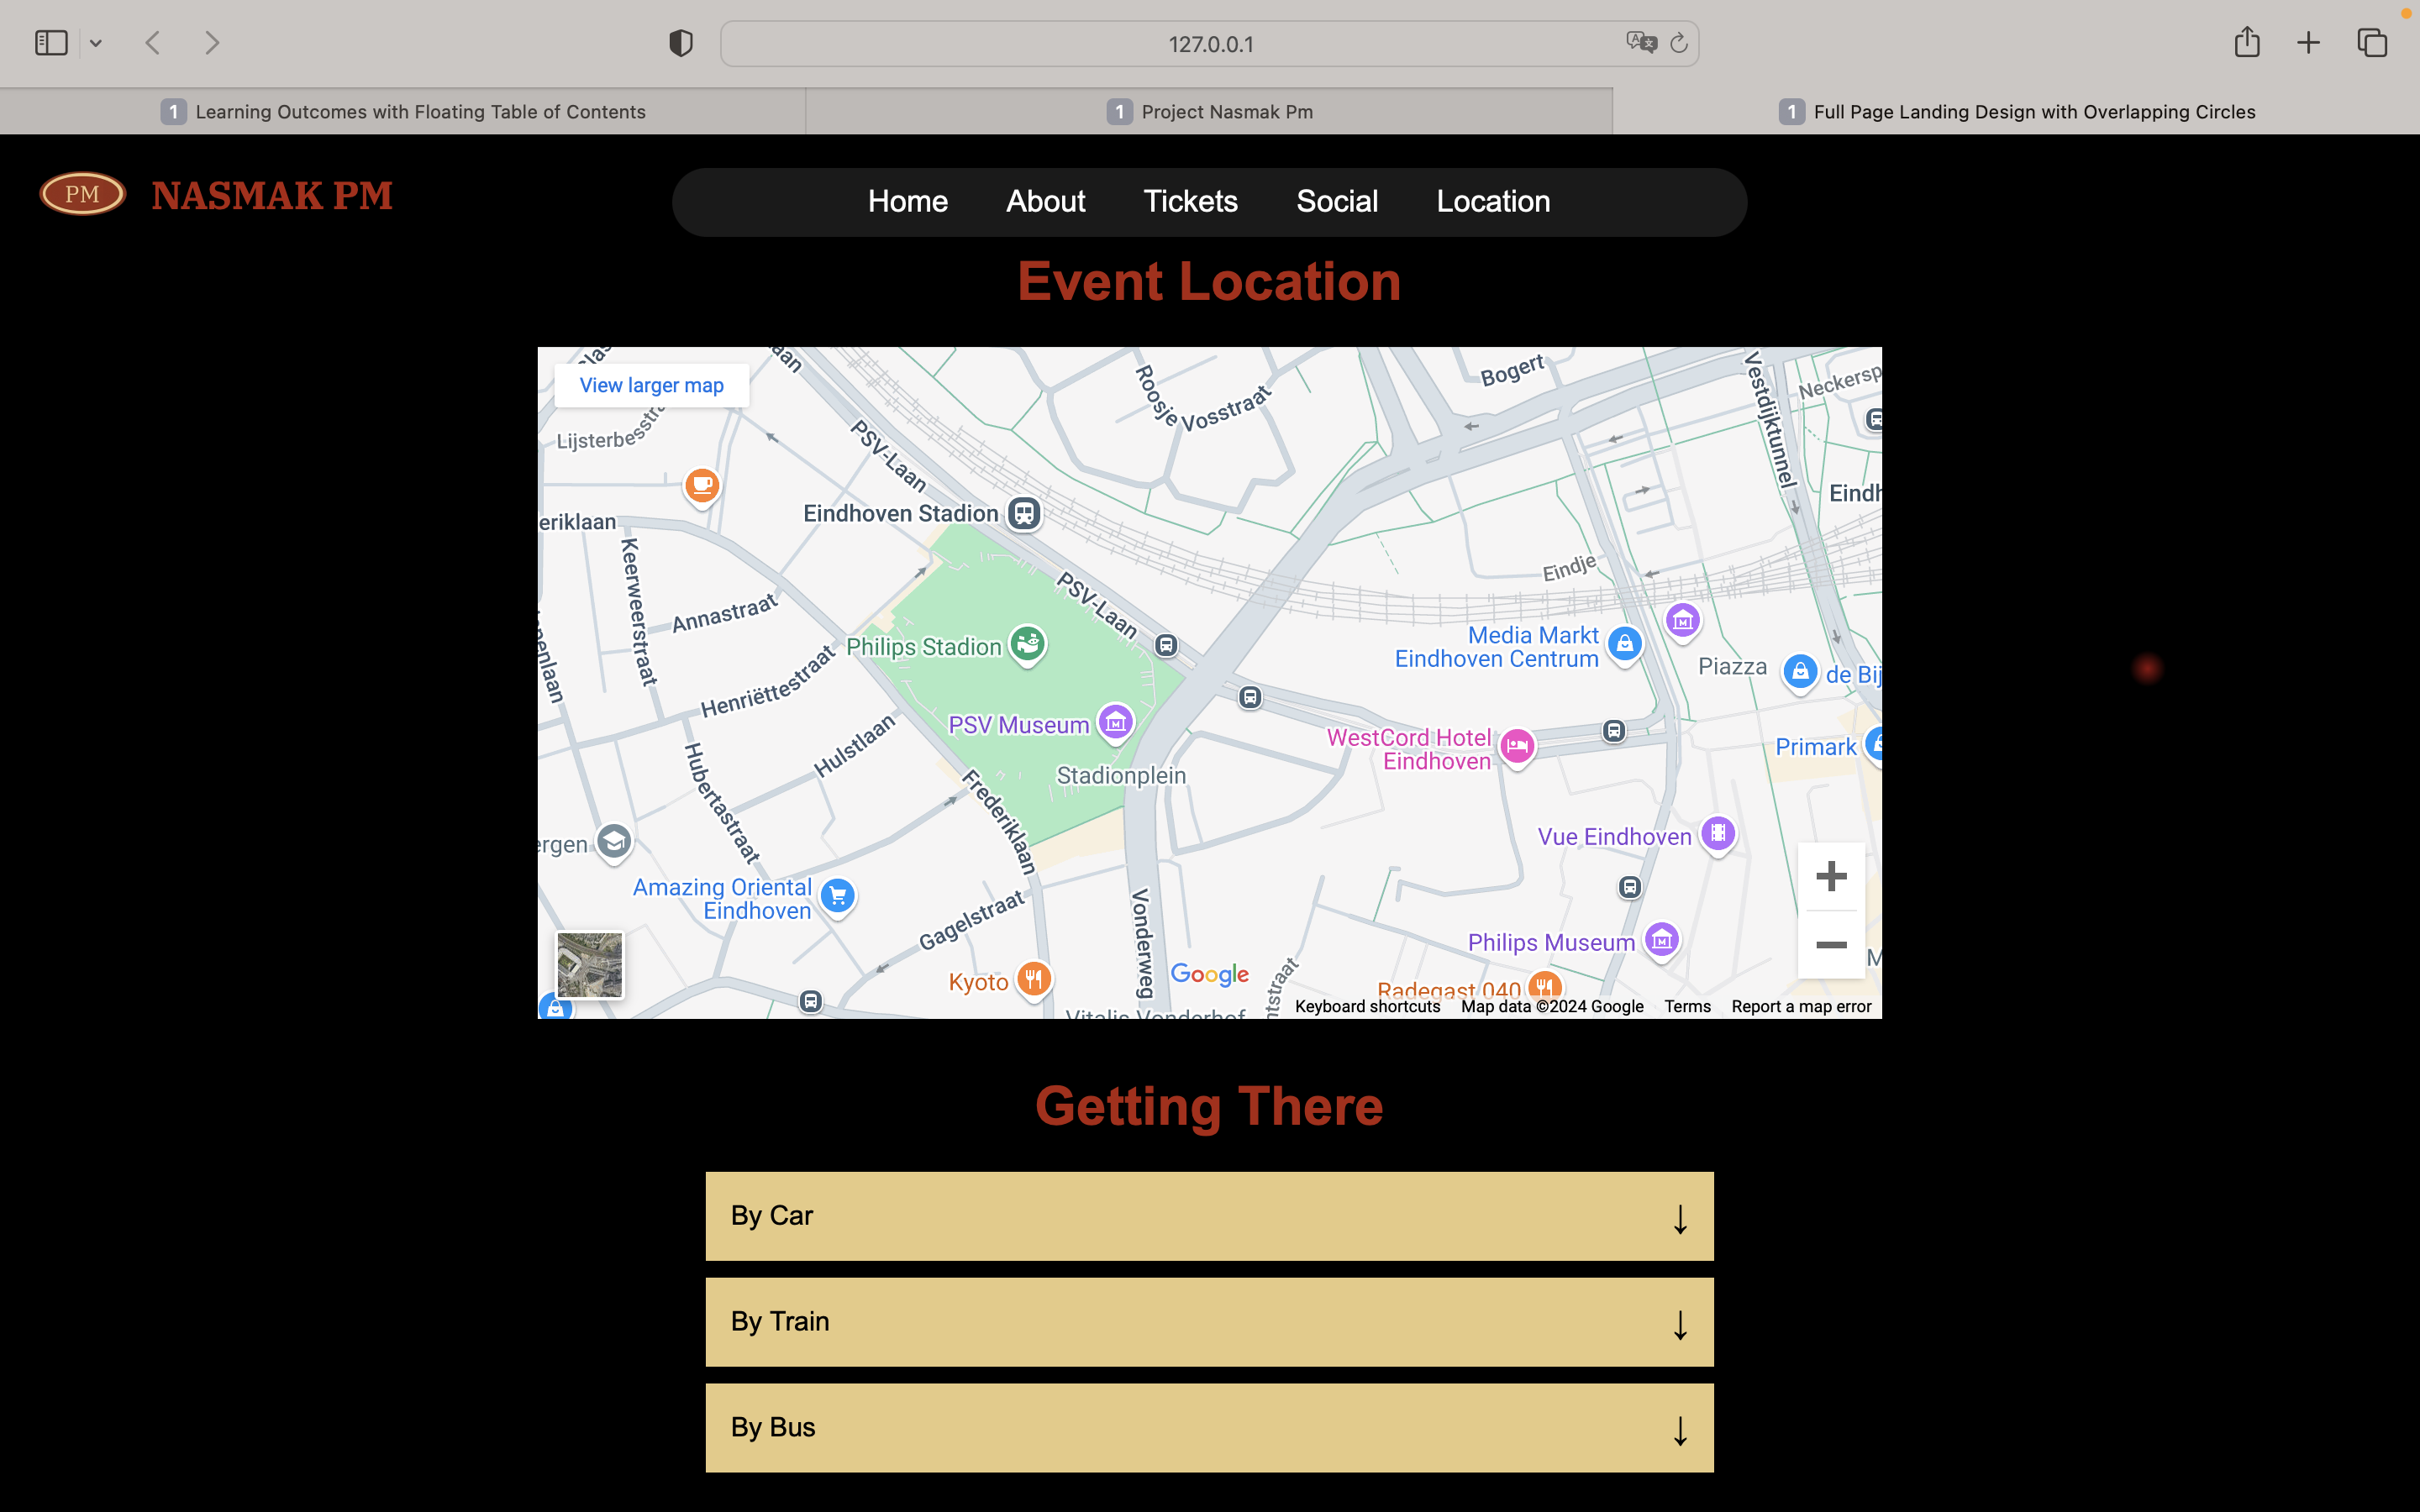 127.0.0.1
1 Learning Outcomes with Floating Table of Contents
1 Project Nasmak Pm
1 Full Page Landing Design with Overlapping Circles
PM NASMAK PM
Home About Tickets Social Location
Event Location
View larger map
Lijsterbesstra
Roosje Vosstraat
Bogert
Vestdijktunnel
Neckersp
PSV-Laan
Eindhoven Stadion
Eindh
eriklaan
Keerweerstraat
Annastraat
PSV-Laan
Eindje
Philips Stadion
Media Markt
Eindhoven Centrum
Piazza
de Bij
Henriëttestraat
PSV Museum
Hulstlaan
WestCord Hotel
Eindhoven
Primark
Stadionplein
Hubertastraat
Frederiklaan
ergen
Vue Eindhoven
Amazing Oriental
Eindhoven
Gagelstraat
Vonderweg
Philips Museum
Kyoto
Google
Radegast 040
Vitalis Vonderhof
Keyboard shortcuts Map data ©2024 Google Terms Report a map error
Getting There
By Car ↓
By Train ↓
By Bus ↓